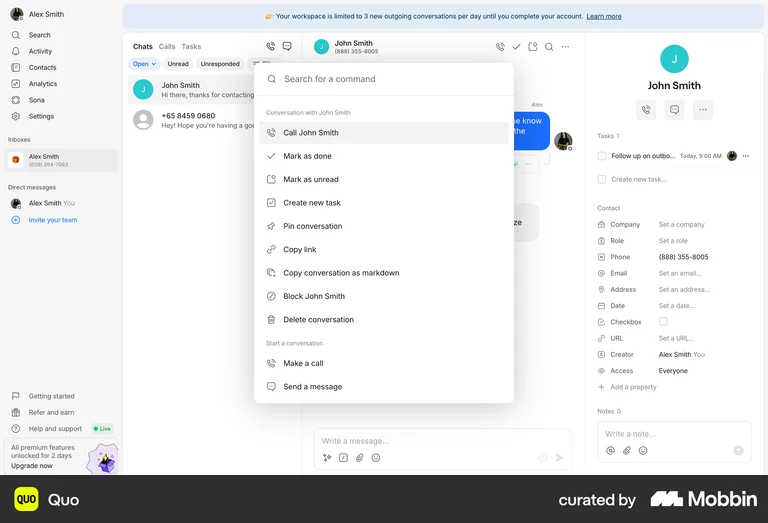 Alex Smith
👉 Your workspace is limited to 3 new outgoing conversations per day until you complete your account. Learn more
Search
Activity
Contacts
Analytics
Sona
Settings
Inboxes
Alex Smith
Direct messages
Alex Smith You
Invite your team
Getting started
Refer and earn
Help and support
Live
All premium features
unlocked for 2 days
Upgrade now
Chats Calls Tasks
Open Unread Unresponded
J
John Smith
Hi there, thanks for contacting
+65 8459 0680
Hey! Hope you're having a goo
J
John Smith
(888) 355-8005
Alex
e know
the
ze
Search for a command
Conversation with John Smith
Call John Smith
Mark as done
Mark as unread
Create new task
Pin conversation
Copy link
Copy conversation as markdown
Block John Smith
Delete conversation
Start a conversation
Make a call
Send a message
Write a message...
J
John Smith
Tasks 1
Follow up on outbo... Today, 9:00 AM
Create new task...
Contact
Company Set a company
Role Set a role
Phone (888) 355-8005
Email Set an email...
Address Set an address...
Date Set a date...
Checkbox
URL Set a URL...
Creator Alex Smith You
Access Everyone
Add a property
Notes 0
Write a note...
QUO Quo
curated by Mobbin